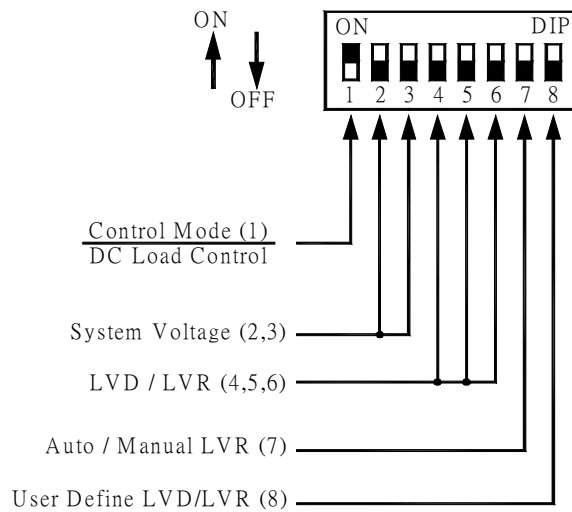 ON
OFF
ON DIP
1 2 3 4 5 6 7 8
Control Mode (1)
DC Load Control
System Voltage (2,3)
LVD / LVR (4,5,6)
Auto / Manual LVR (7)
User Define LVD/LVR (8)